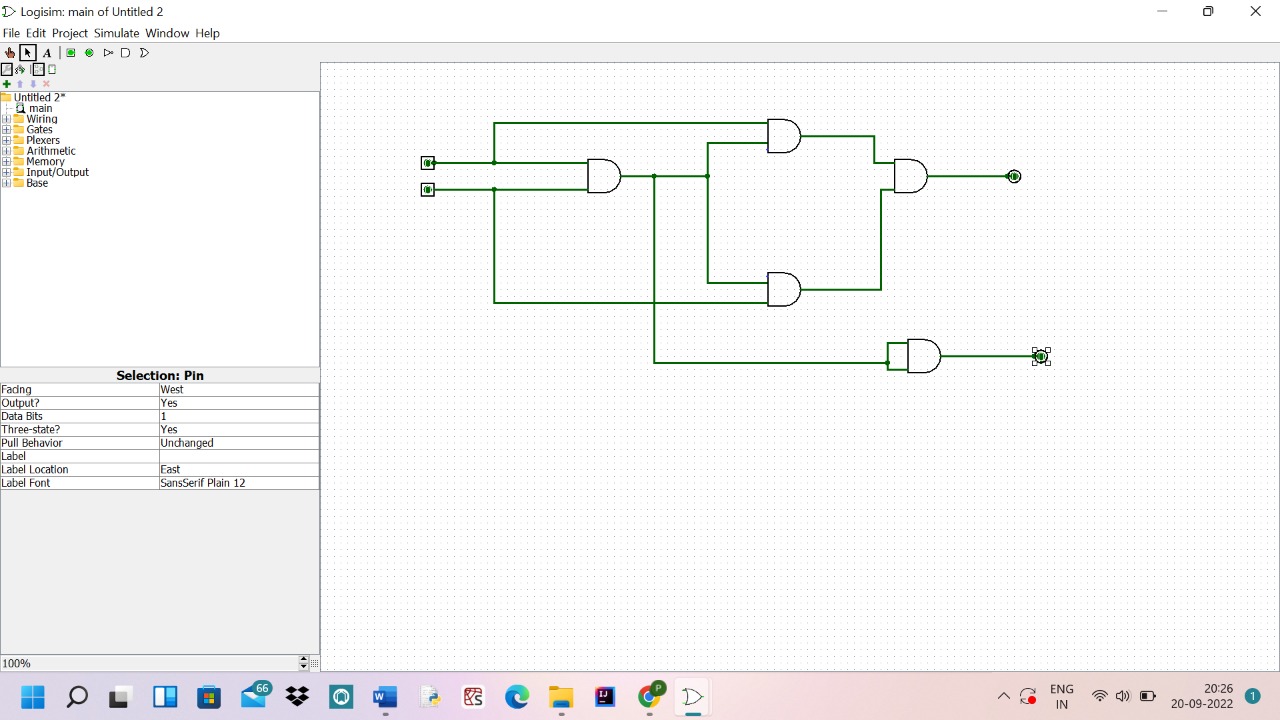 Logisim: main of Untitled 2
File Edit Project Simulate Window Help
A
Untitled 2*
main
Wiring
Gates
Plexers
Arithmetic
Memory
Input/Output
Base
Selection: Pin
Facing West
Output? Yes
Data Bits 1
Three-state? Yes
Pull Behavior Unchanged
Label
Label Location East
Label Font SansSerif Plain 12
100%
66
W
IJ
P
ENG
IN
20:26
20-09-2022
1